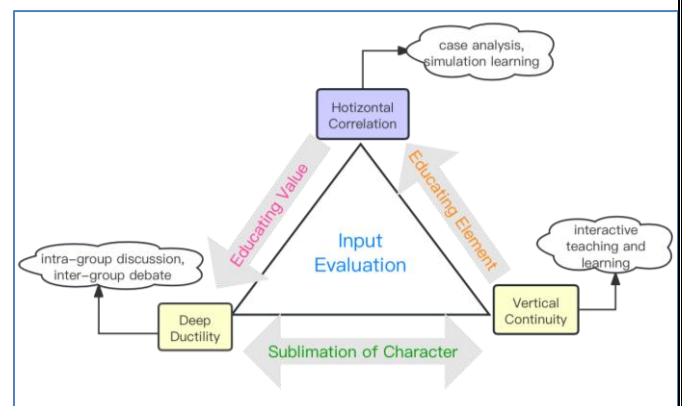 case analysis,
simulation learning
Hotizontal
Correlation
Educating Value
Educating Element
Input
Evaluation
interactive
teaching and
learning
intra-group discussion,
inter-group debate
Deep
Ductility
Vertical
Continuity
Sublimation of Character